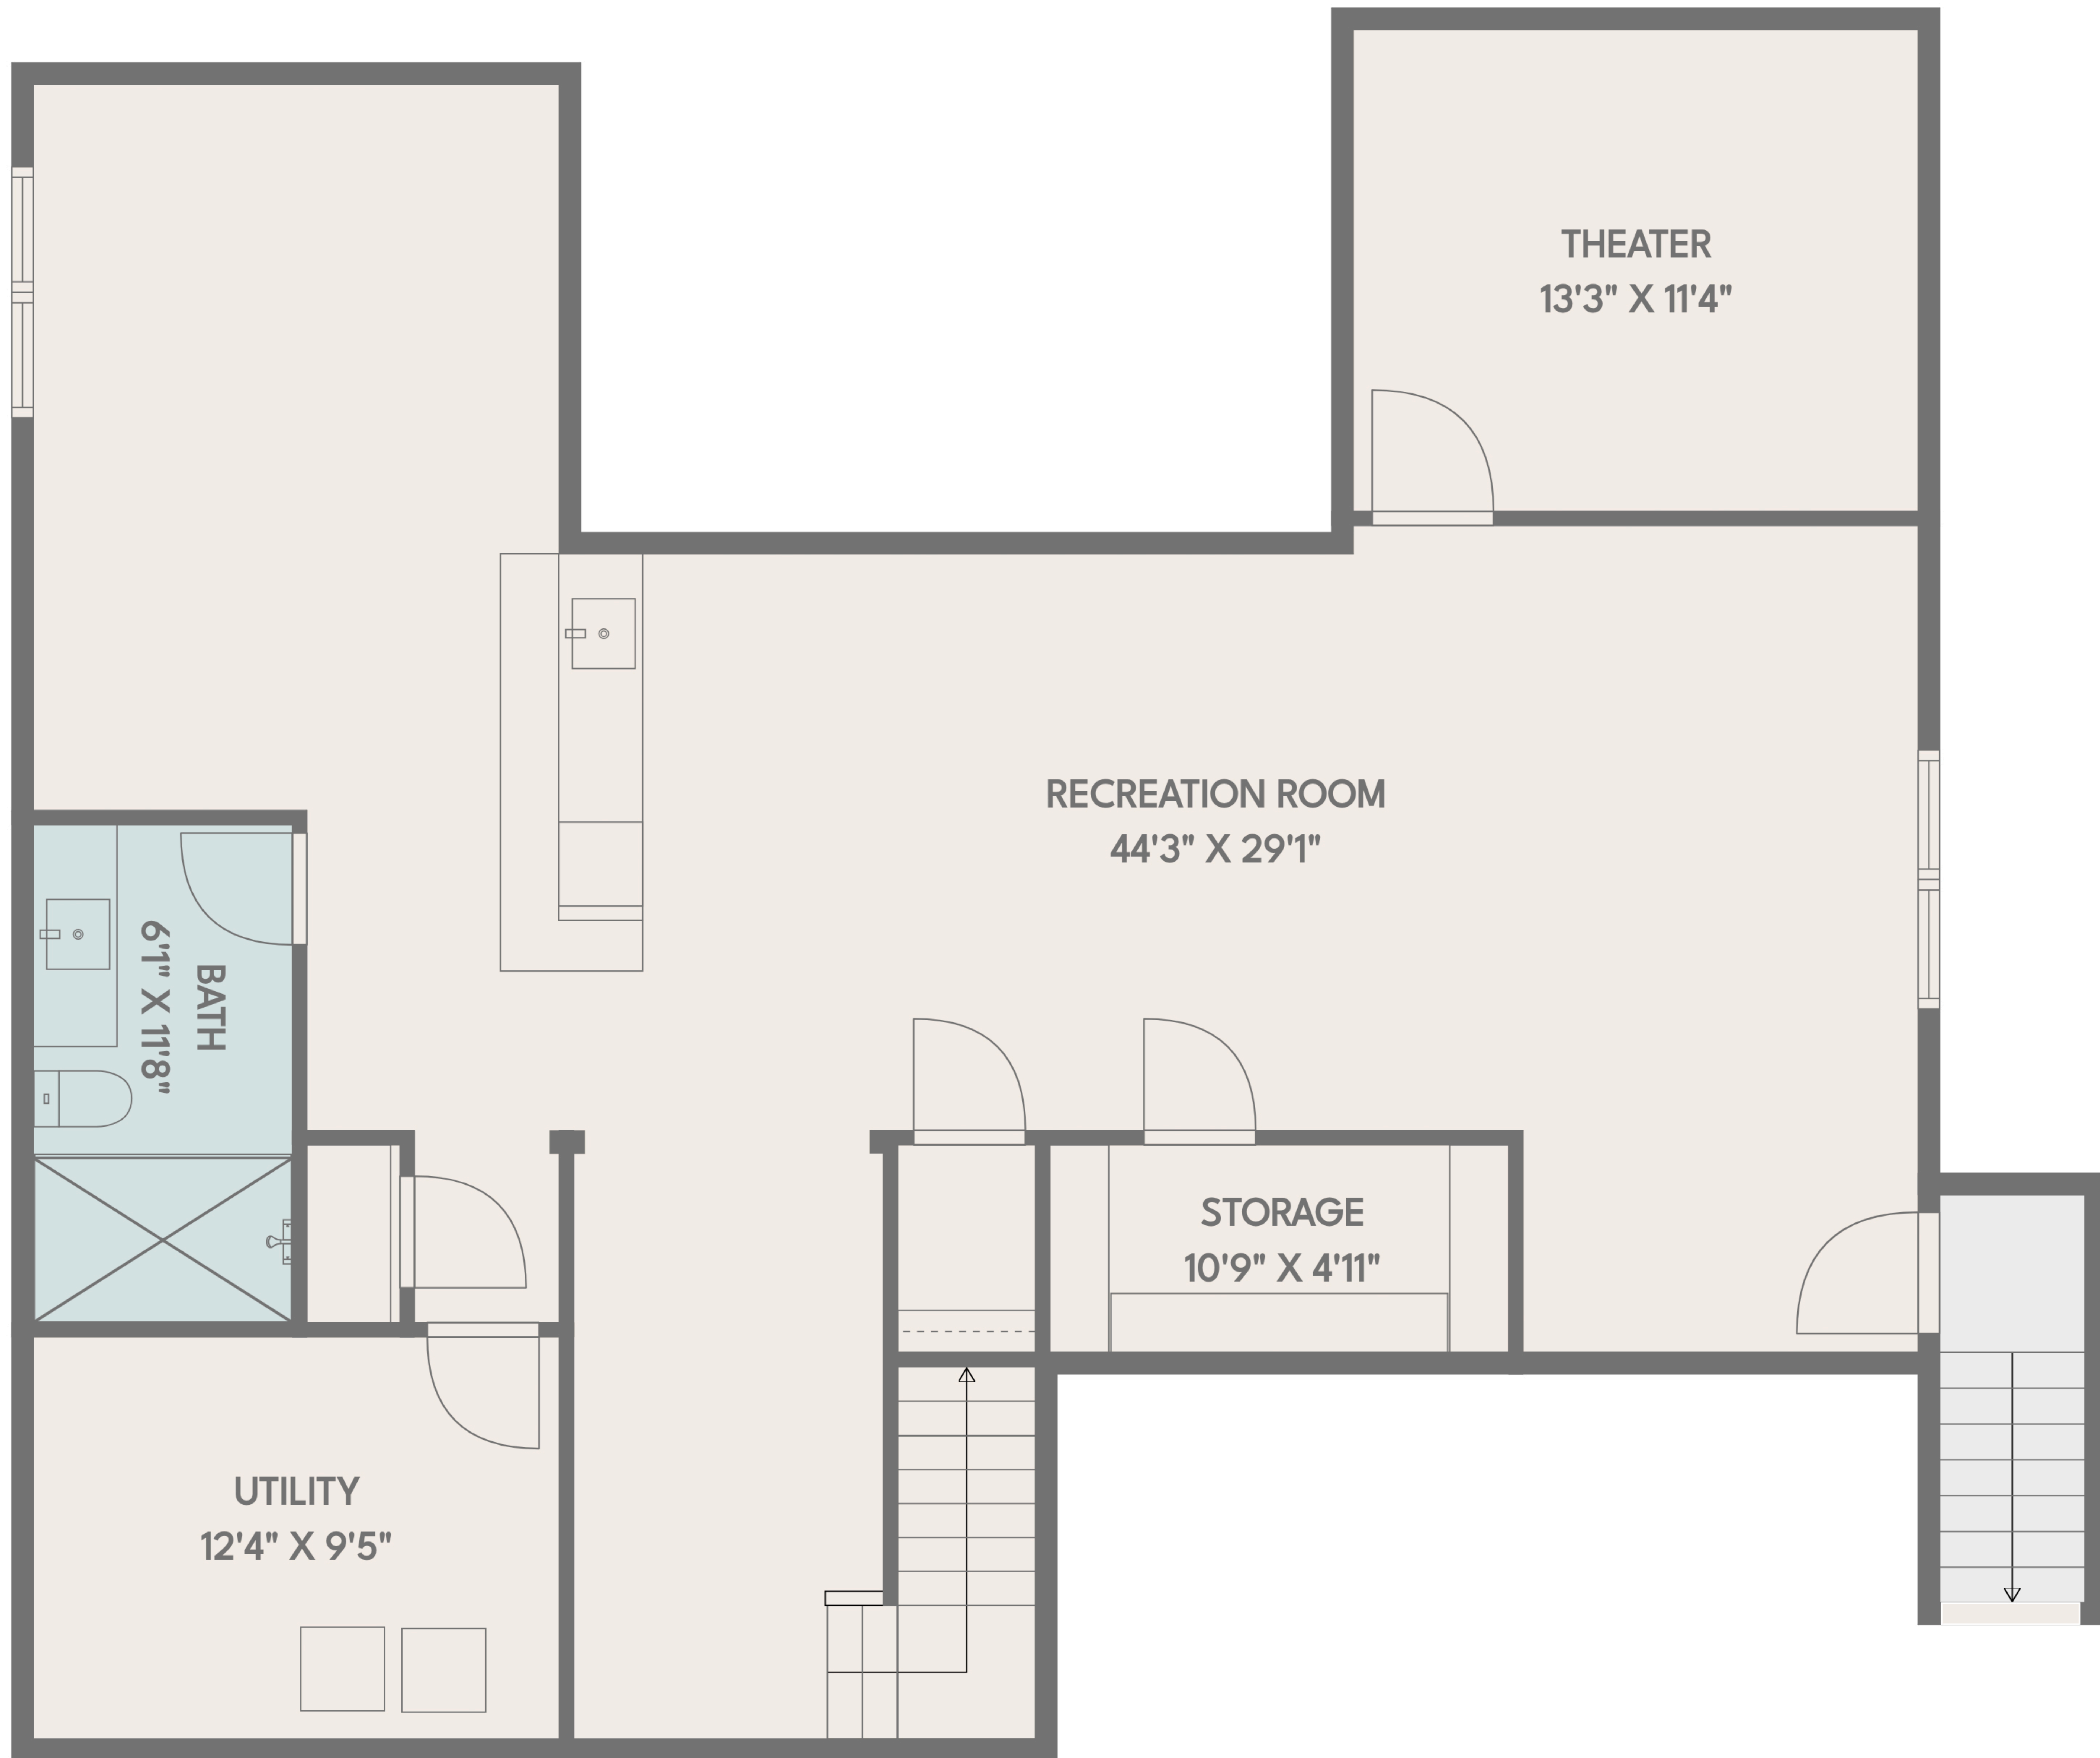 THEATER
13'3" X 11'4"
RECREATION ROOM
44'3" X 29'1"
BATH
6'1" X 11'8"
STORAGE
10'9" X 4'11"
UTILITY
12'4" X 9'5"